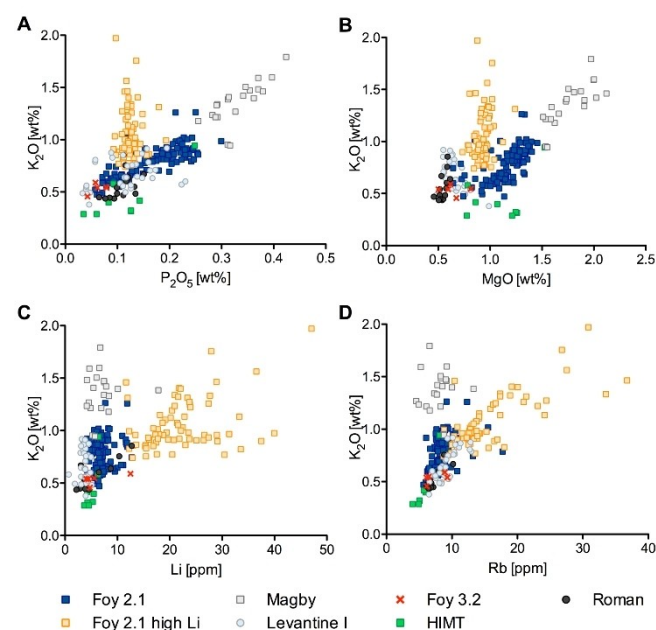 A
K₂O [wt%]
2.0
1.5
1.0
0.5
0.0
0.0 0.1 0.2 0.3 0.4 0.5
P₂O₅ [wt%]
B
K₂O [wt%]
2.0
1.5
1.0
0.5
0.0
0.0 0.5 1.0 1.5 2.0 2.5
MgO [wt%]
C
K₂O [wt%]
2.0
1.5
1.0
0.5
0.0
0 10 20 30 40 50
Li [ppm]
D
K₂O [wt%]
2.0
1.5
1.0
0.5
0.0
0 10 20 30 40
Rb [ppm]
Foy 2.1 Magby Foy 3.2 Roman
Foy 2.1 high Li Levantine I HIMT